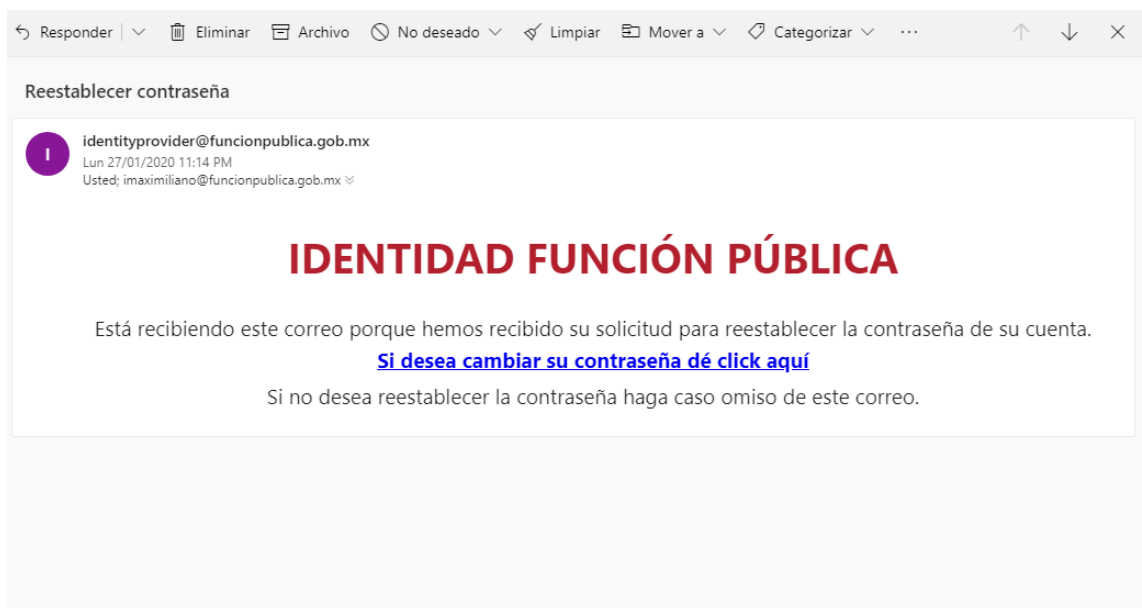 Responder Eliminar Archivo No deseado Limpiar Mover a Categorizar ...
Reestablecer contraseña
I
identityprovider@funcionpublica.gob.mx
Lun 27/01/2020 11:14 PM
Usted; imaximiliano@funcionpublica.gob.mx
IDENTIDAD FUNCIÓN PÚBLICA
Está recibiendo este correo porque hemos recibido su solicitud para reestablecer la contraseña de su cuenta.
Si desea cambiar su contraseña dé click aquí
Si no desea reestablecer la contraseña haga caso omiso de este correo.